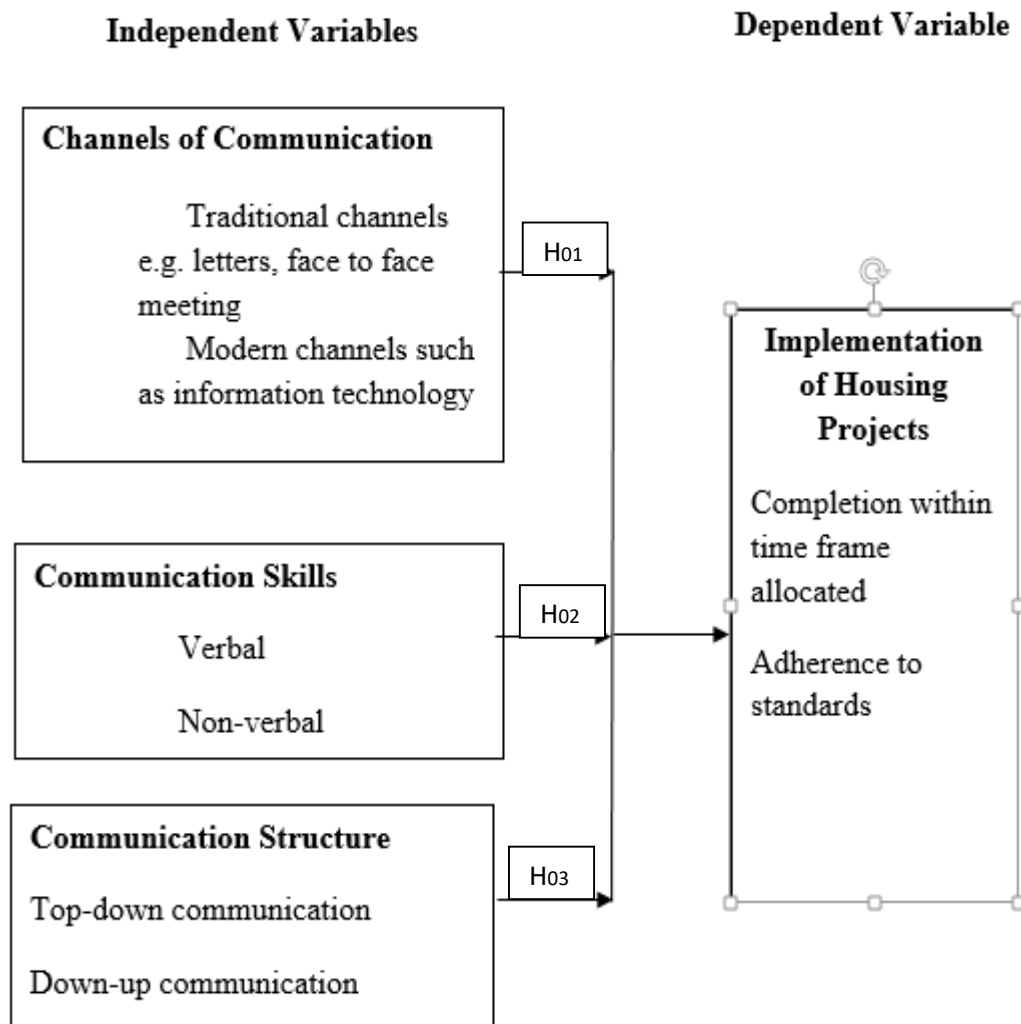 Independent Variables
Dependent Variable
Channels of Communication
Traditional channels
e.g. letters, face to face
meeting
Modern channels such
as information technology
H01
Communication Skills
Verbal
Non-verbal
H02
Communication Structure
Top-down communication
Down-up communication
H03
Implementation
of Housing
Projects
Completion within
time frame
allocated
Adherence to
standards